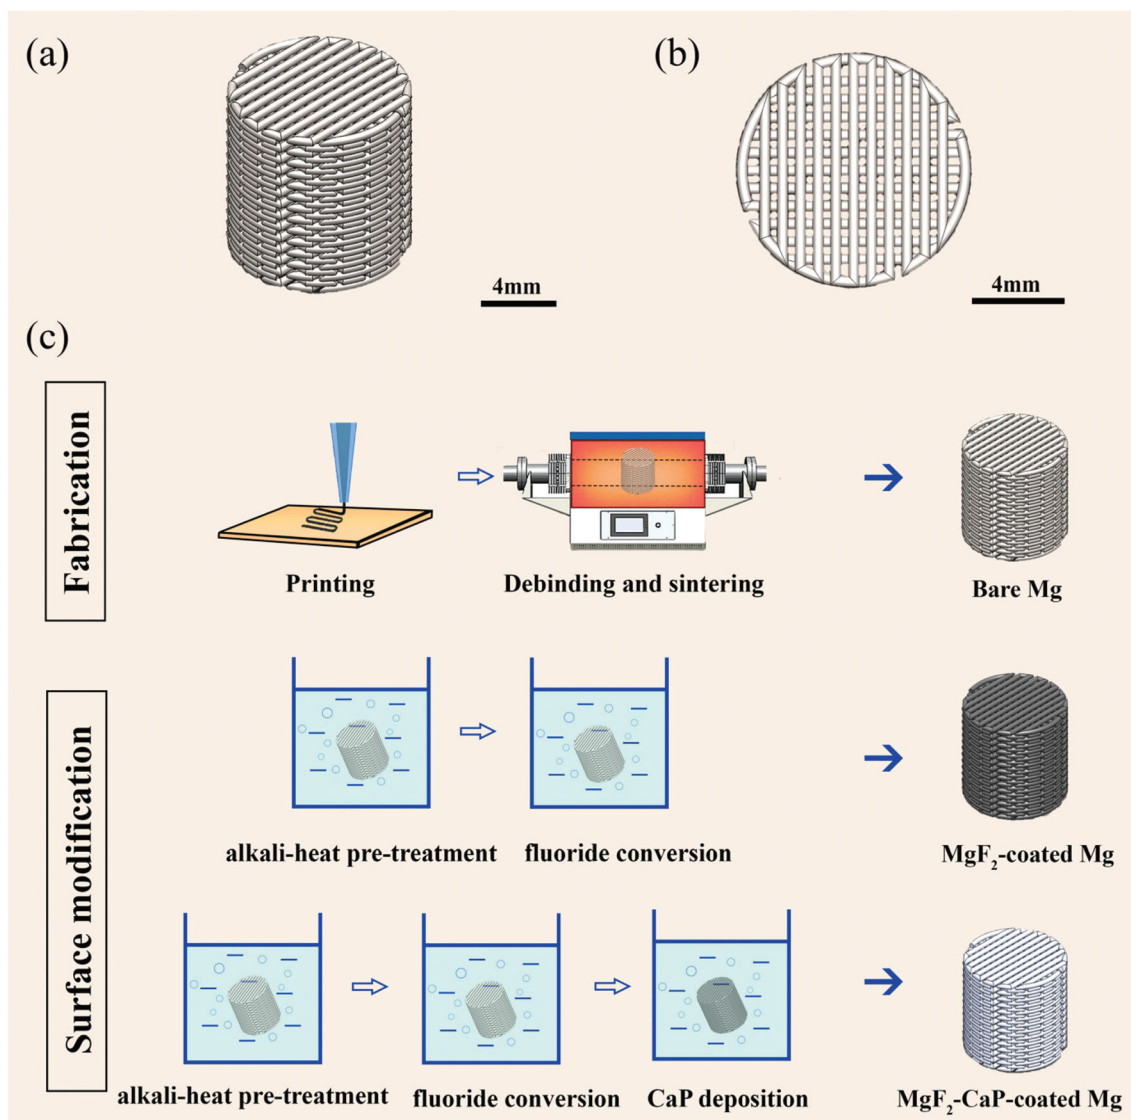 (a)
(b)
4mm
4mm
(c)
Fabrication
Printing
Debinding and sintering
Bare Mg
Surface modification
alkali-heat pre-treatment
fluoride conversion
MgF₂-coated Mg
alkali-heat pre-treatment
fluoride conversion
CaP deposition
MgF₂-CaP-coated Mg